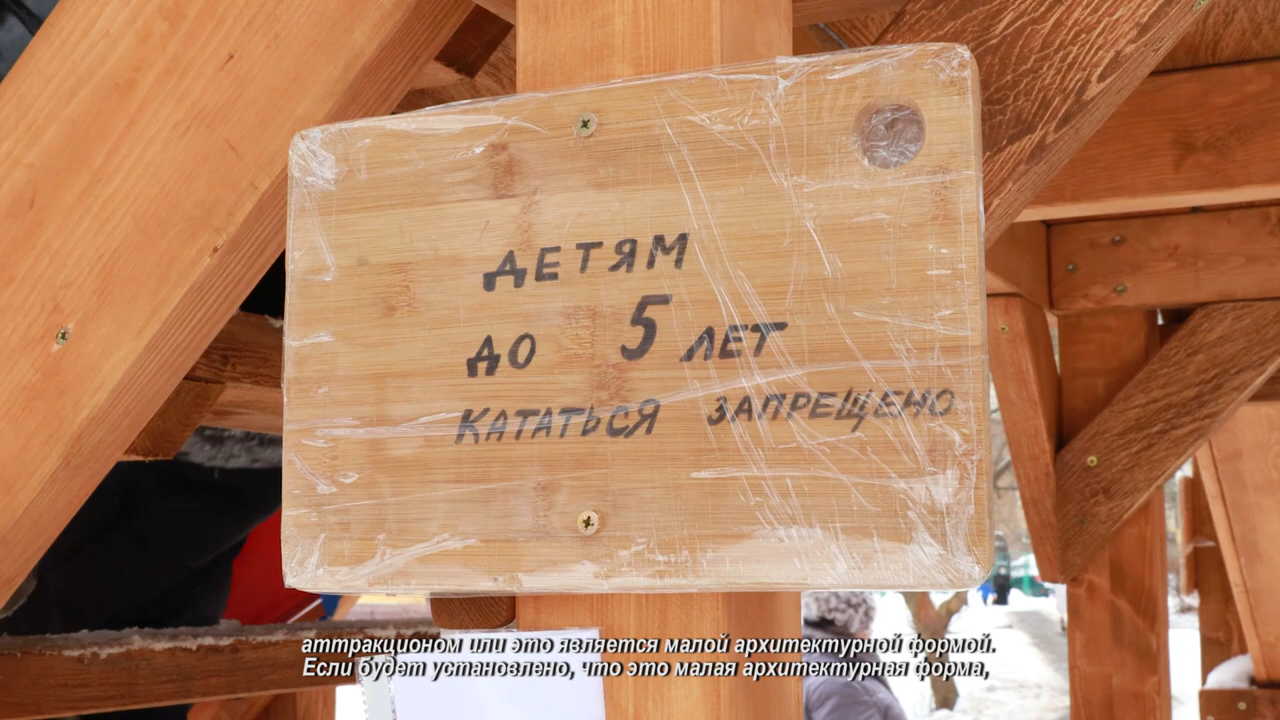 ДЕТЯМ
ДО 5 ЛЕТ
КАТАТЬСЯ ЗАПРЕЩЕНО
аттракционом или это является малой архитектурной формой.
Если будет установлено, что это малая архитектурная форма,